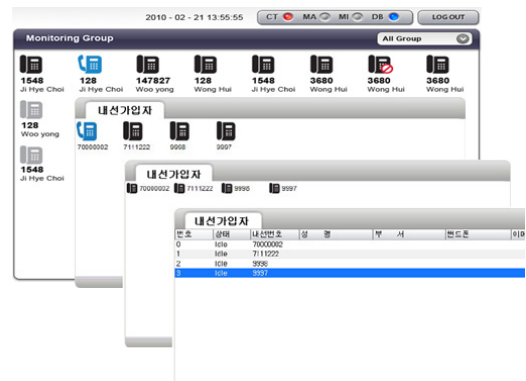 2010 - 02 - 21 13:55:55 CT MA MI DB LOG OUT
Monitoring Group All Group
1548 128 147827 128 1548 3680 3680 3680
Ji Hye Choi Ji Hye Choi Woo yong Wong Hui Ji Hye Choi Wong Hui Wong Hui Wong Hui
128
Woo yong
1548
Ji Hye Choi
내선가입자
70000002 7111222 9998 9997
내선가입자
70000002 7111222 9998 9997
내선가입자
번호 상태 내선번호 성 명 부 서 핸드폰
0 Idle 70000002
1 Idle 7111222
2 Idle 9998
3 Idle 9997